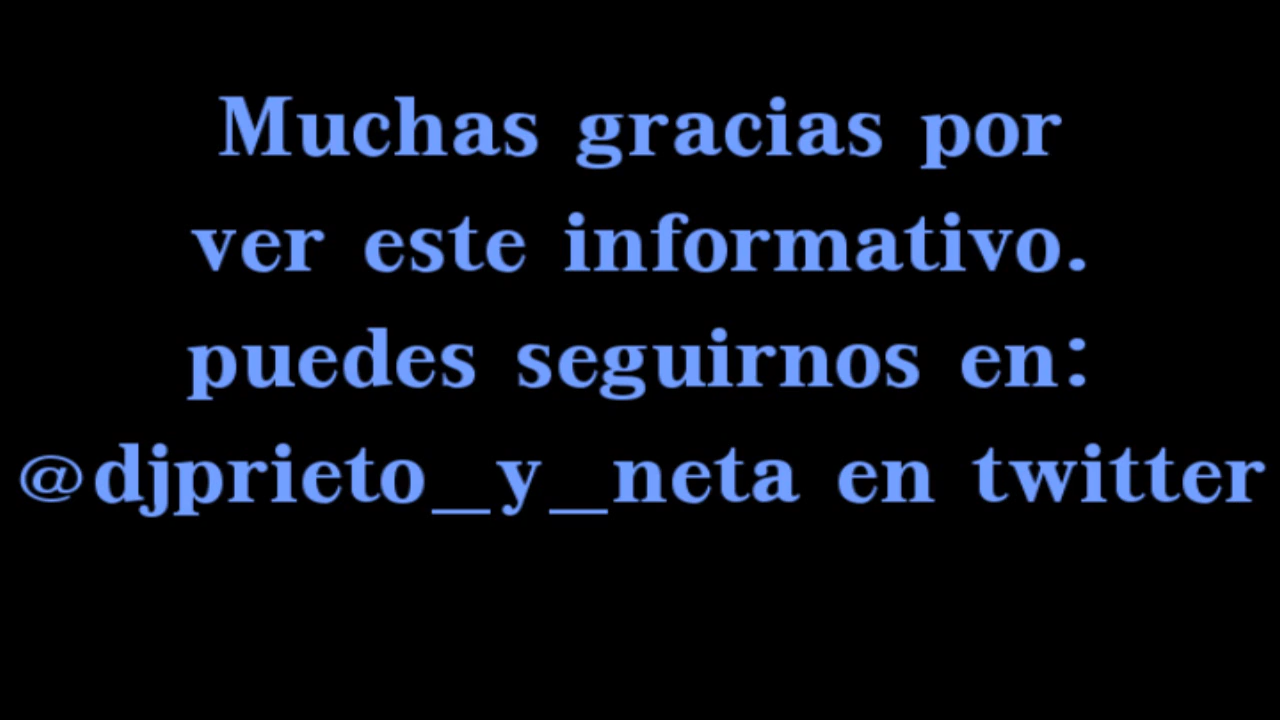 Muchas gracias por
ver este informativo.
puedes seguirnos en:
@djprieto_y_neta en twitter